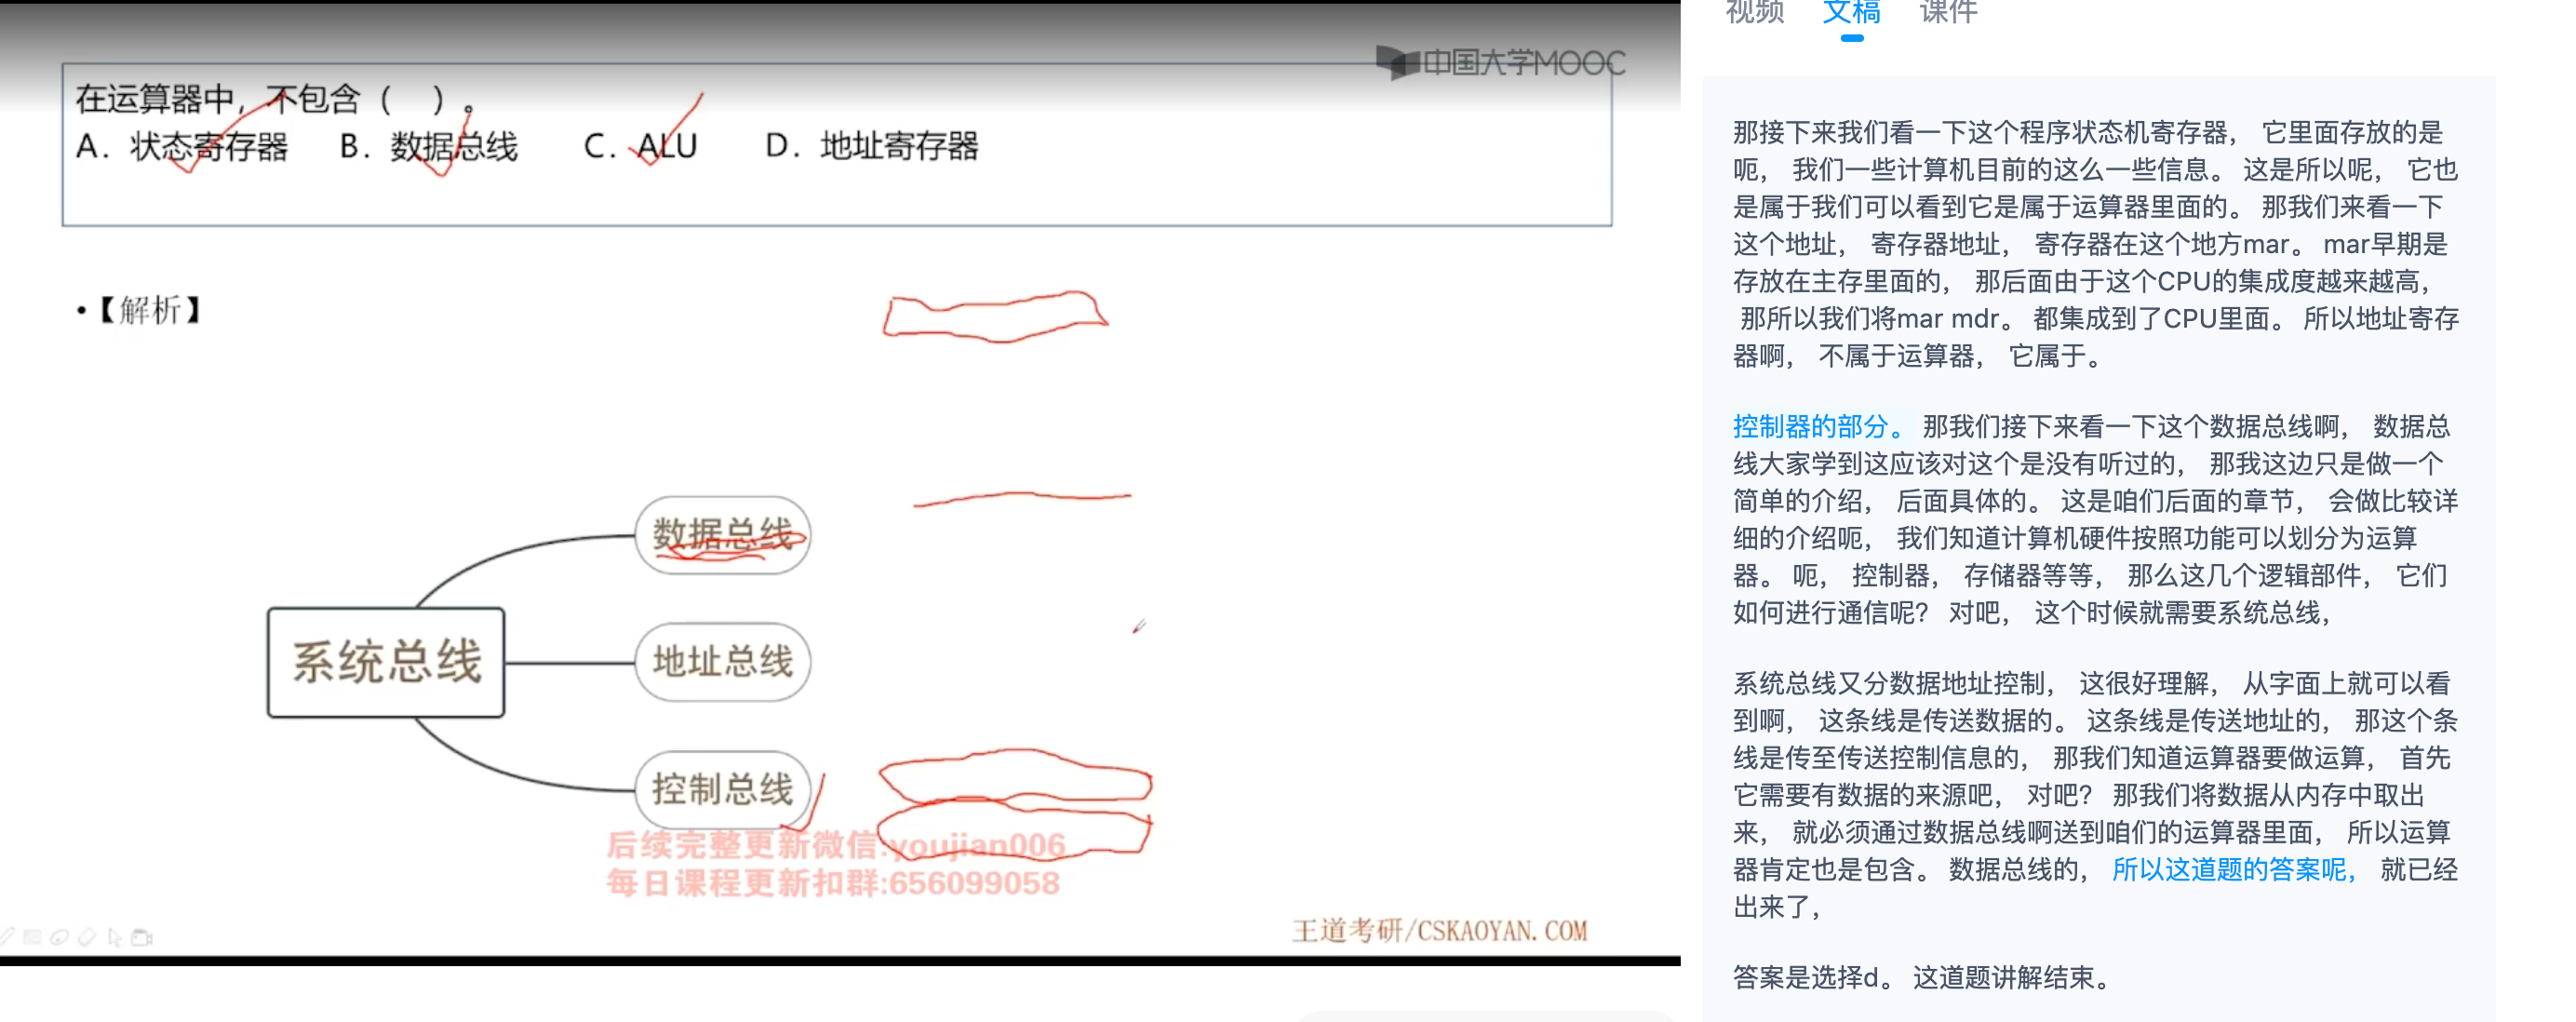 中国大学MOOC
在运算器中，不包含（ ）。
A．状态寄存器 B．数据总线 C．ALU D．地址寄存器
•【解析】
系统总线
数据总线
地址总线
控制总线
后续完整更新微信:youjian006
每日课程更新扣群:656099058
王道考研/CSKAOYAN.COM
视频 文稿 课件
那接下来我们看一下这个程序状态机寄存器， 它里面存放的是
呃， 我们一些计算机目前的这么一些信息。 这是所以呢， 它也
是属于我们可以看到它是属于运算器里面的。 那我们来看一下
这个地址， 寄存器地址， 寄存器在这个地方mar。 mar早期是
存放在主存里面的， 那后面由于这个CPU的集成度越来越高，
那所以我们将mar mdr。 都集成到了CPU里面。 所以地址寄存
器啊， 不属于运算器， 它属于。
控制器的部分。 那我们接下来看一下这个数据总线啊， 数据总
线大家学到这应该对这个是没有听过的， 那我这边只是做一个
简单的介绍， 后面具体的。 这是咱们后面的章节， 会做比较详
细的介绍呃， 我们知道计算机硬件按照功能可以划分为运算
器。 呃， 控制器， 存储器等等， 那么这几个逻辑部件， 它们
如何进行通信呢？ 对吧， 这个时候就需要系统总线，
系统总线又分数据地址控制， 这很好理解， 从字面上就可以看
到啊， 这条线是传送数据的。 这条线是传送地址的， 那这个条
线是传至传送控制信息的， 那我们知道运算器要做运算， 首先
它需要有数据的来源吧， 对吧？ 那我们将数据从内存中取出
来， 就必须通过数据总线啊送到咱们的运算器里面， 所以运算
器肯定也是包含。 数据总线的， 所以这道题的答案呢， 就已经
出来了，
答案是选择d。 这道题讲解结束。